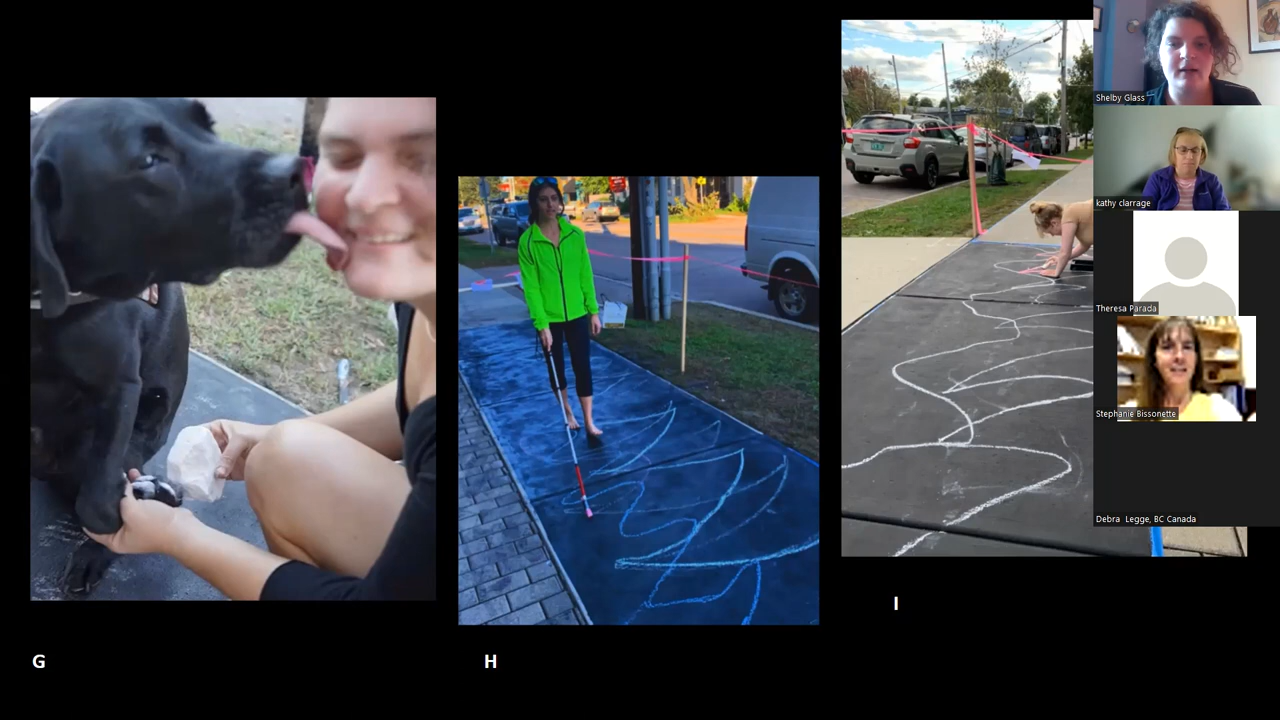 Shelby Glass
kathy clarrage
Theresa Parada
Stephanie Bissonette
Debra Legge, BC Canada
G
H
I